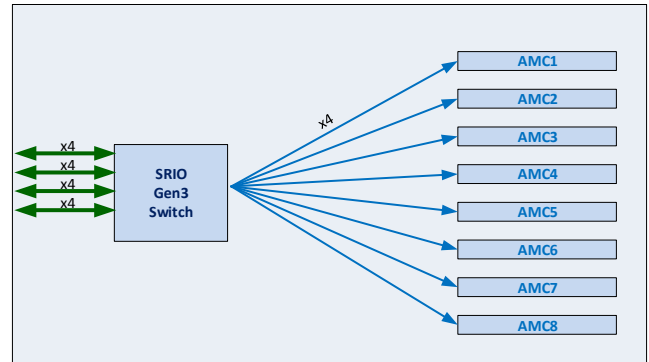 x4
x4
x4
x4
SRIO
Gen3
Switch
x4
AMC1
AMC2
AMC3
AMC4
AMC5
AMC6
AMC7
AMC8